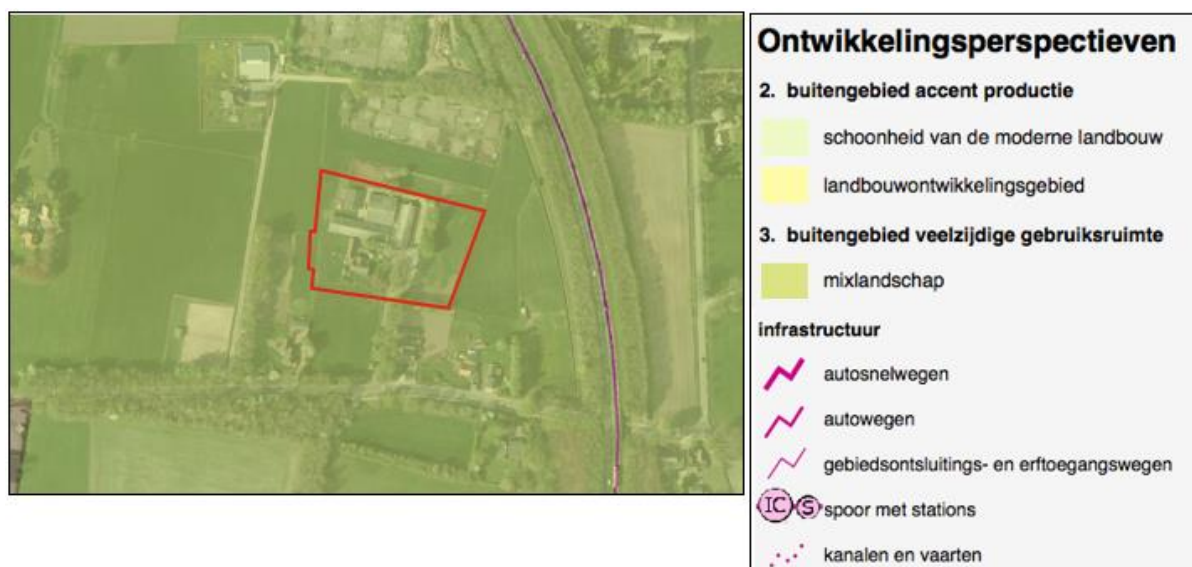 Ontwikkelingsperspectieven
2. buitengebied accent productie
schoonheid van de moderne landbouw
landbouwontwikkelingsgebied
3. buitengebied veelzijdige gebruiksruimte
mixlandschap
infrastructuur
autosnelwegen
autowegen
gebiedsontsluitings- en erftoegangswegen
IC S spoor met stations
kanalen en vaarten